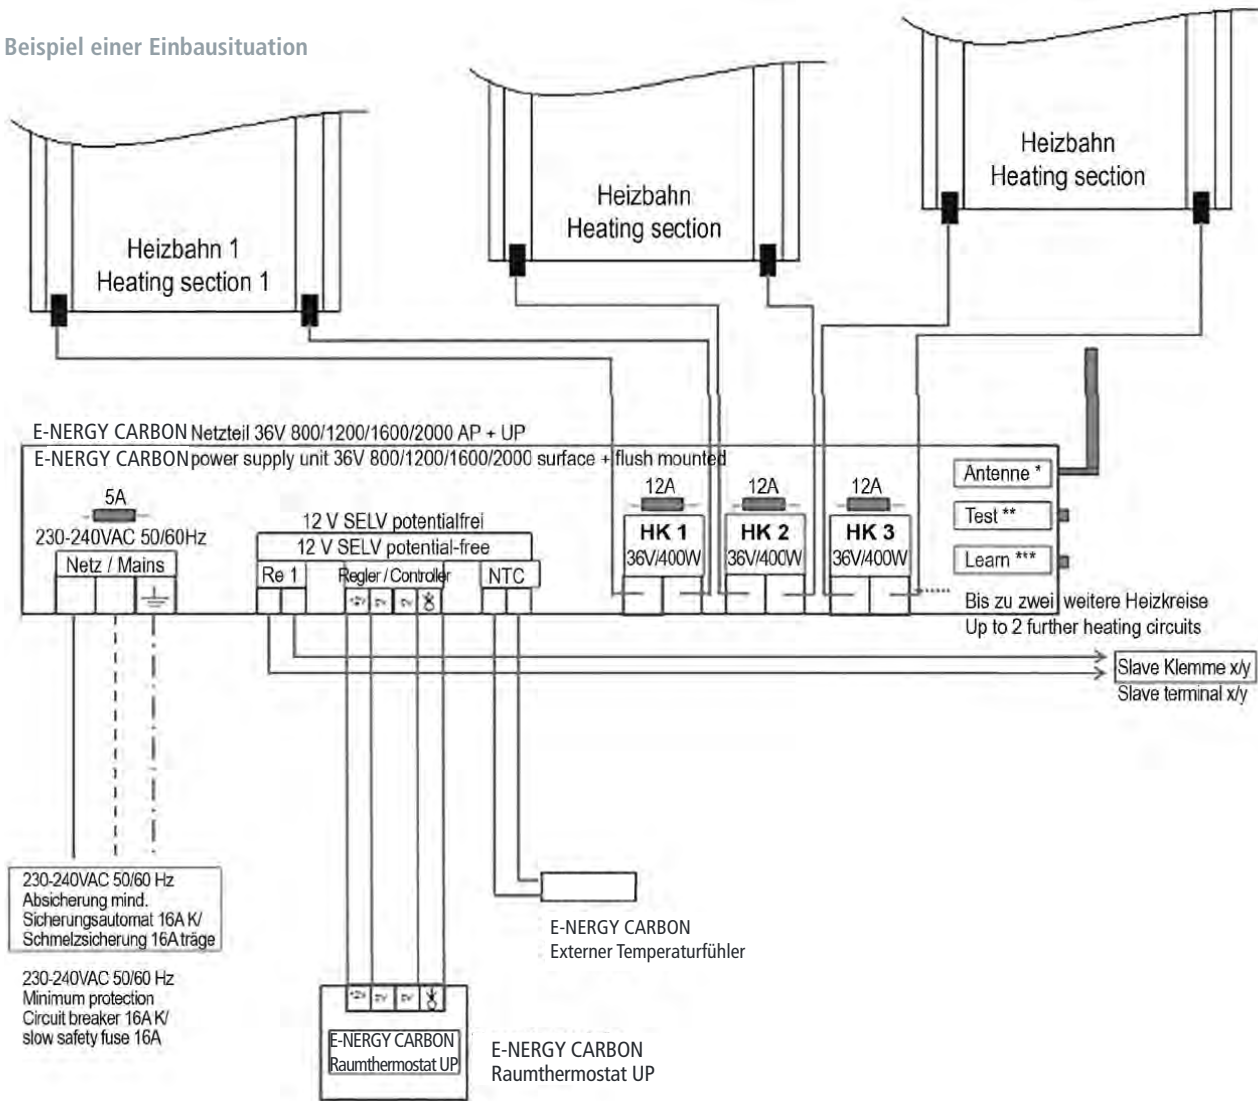 Beispiel einer Einbausituation
Heizbahn 1
Heating section 1
Heizbahn
Heating section
Heizbahn
Heating section
E-NERGY CARBON Netzteil 36V 800/1200/1600/2000 AP + UP
E-NERGY CARBON power supply unit 36V 800/1200/1600/2000 surface + flush mounted
5A
230-240VAC 50/60Hz
Netz / Mains
12 V SELV potentialfrei
12 V SELV potential-free
Re 1
Regler / Controller
NTC
12A
HK 1
36V/400W
12A
HK 2
36V/400W
12A
HK 3
36V/400W
Antenne *
Test **
Learn ***
Bis zu zwei weitere Heizkreise
Up to 2 further heating circuits
Slave Klemme x/y
Slave terminal x/y
230-240VAC 50/60 Hz
Absicherung mind.
Sicherungsautomat 16A K/
Schmelzsicherung 16A träge
230-240VAC 50/60 Hz
Minimum protection
Circuit breaker 16A K/
slow safety fuse 16A
E-NERGY CARBON
Externer Temperaturfühler
E-NERGY CARBON
Raumthermostat UP
E-NERGY CARBON
Raumthermostat UP